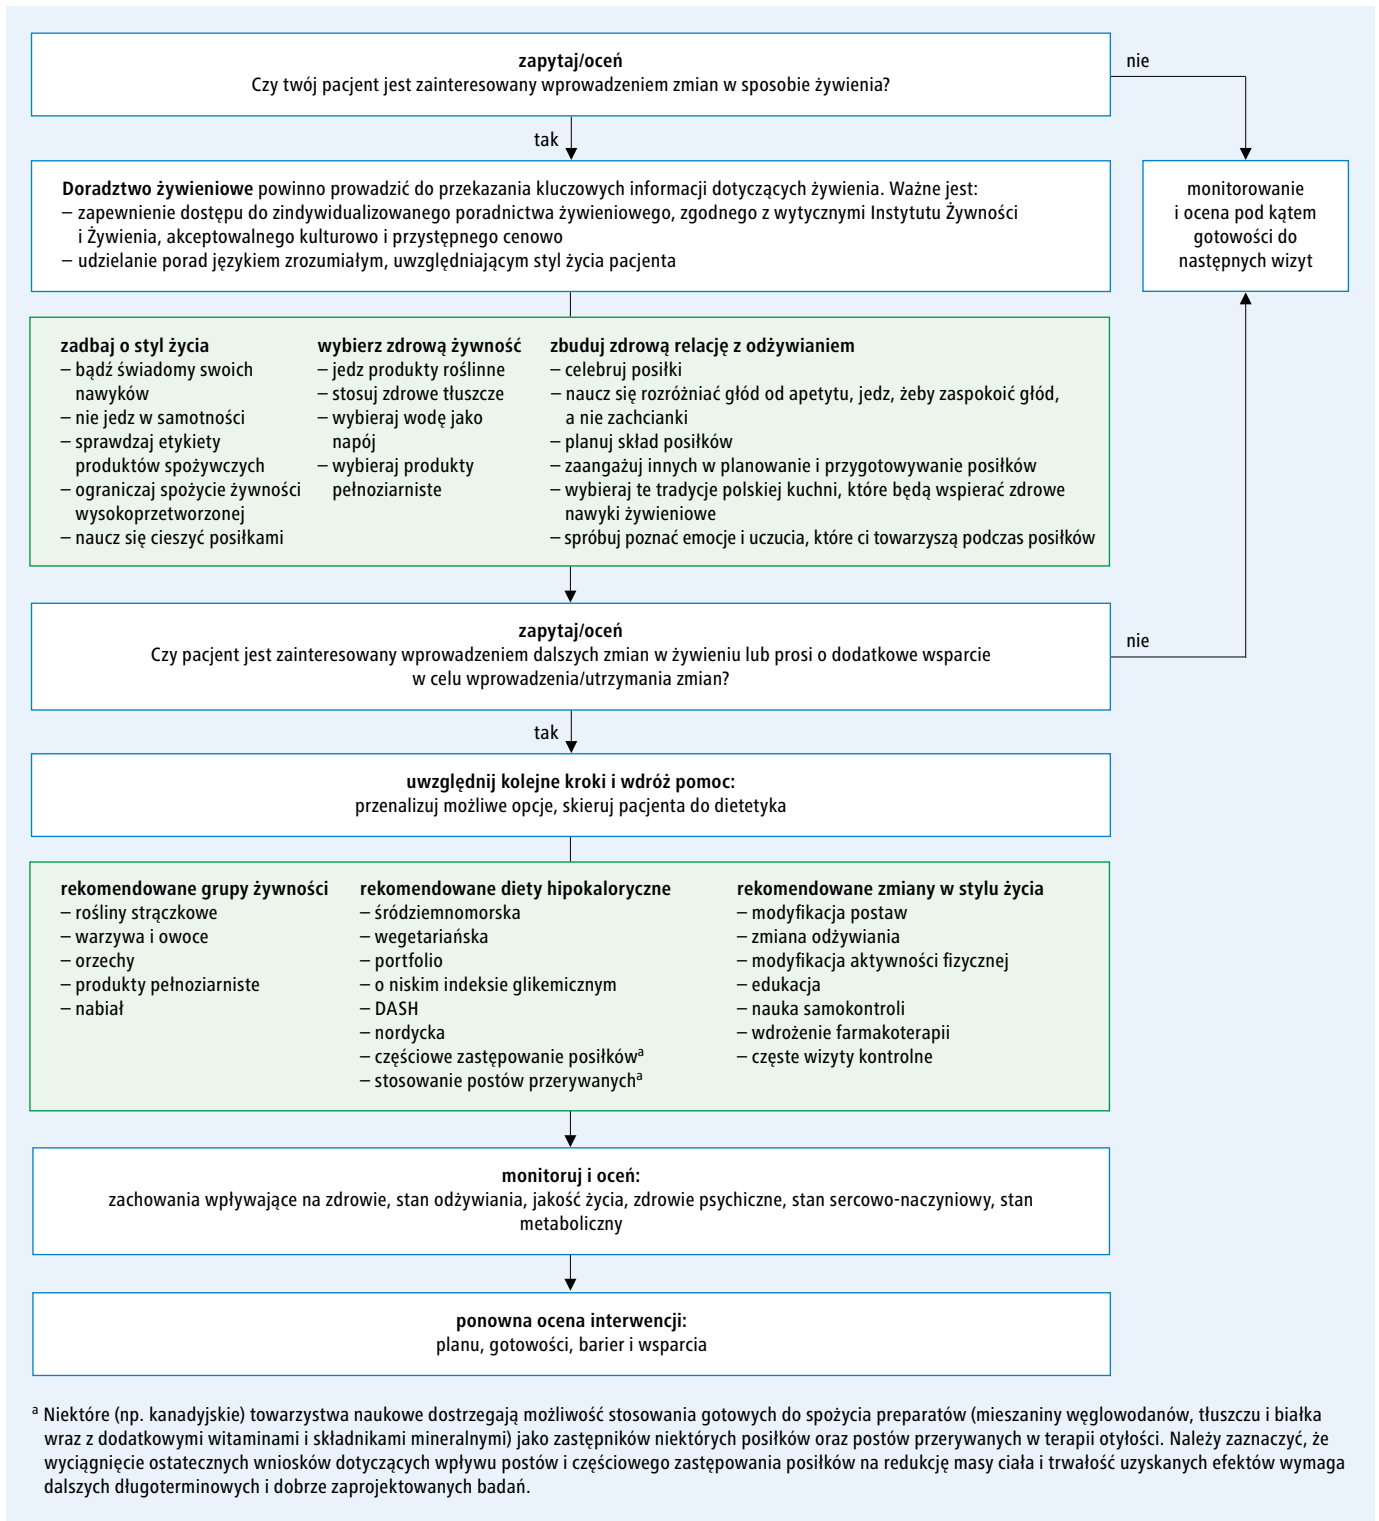 zapytaj/oceń
Czy twój pacjent jest zainteresowany wprowadzeniem zmian w sposobie żywienia?
nie
tak
Doradztwo żywieniowe powinno prowadzić do przekazania kluczowych informacji dotyczących żywienia. Ważne jest:
– zapewnienie dostępu do zindywidualizowanego poradnictwa żywieniowego, zgodnego z wytycznymi Instytutu Żywności
i Żywienia, akceptowalnego kulturowo i przystępnego cenowo
– udzielanie porad językiem zrozumiałym, uwzględniającym styl życia pacjenta
monitorowanie
i ocena pod kątem
gotowości do
następnych wizyt
zadbaj o styl życia
– bądź świadomy swoich
nawyków
– nie jedz w samotności
– sprawdzaj etykiety
produktów spożywczych
– ograniczaj spożycie żywności
wysokoprzetworzonej
– naucz się cieszyć posiłkami
wybierz zdrową żywność
– jedz produkty roślinne
– stosuj zdrowe tłuszcze
– wybieraj wodę jako
napój
– wybieraj produkty
pełnoziarniste
zbuduj zdrową relację z odżywianiem
– celebruj posiłki
– naucz się rozróżniać głód od apetytu, jedz, żeby zaspokoić głód,
a nie zachcianki
– planuj skład posiłków
– zaangażuj innych w planowanie i przygotowywanie posiłków
– wybieraj te tradycje polskiej kuchni, które będą wspierać zdrowe
nawyki żywieniowe
– spróbuj poznać emocje i uczucia, które ci towarzyszą podczas posiłków
zapytaj/oceń
Czy pacjent jest zainteresowany wprowadzeniem dalszych zmian w żywieniu lub prosi o dodatkowe wsparcie
w celu wprowadzenia/utrzymania zmian?
nie
tak
uwzględnij kolejne kroki i wdróż pomoc:
przenalizuj możliwe opcje, skieruj pacjenta do dietetyka
rekomendowane grupy żywności
– rośliny strączkowe
– warzywa i owoce
– orzechy
– produkty pełnoziarniste
– nabiał
rekomendowane diety hipokaloryczne
– śródziemnomorska
– wegetariańska
– portfolio
– o niskim indeksie glikemicznym
– DASH
– nordycka
– częściowe zastępowanie posiłkówᵃ
– stosowanie postów przerywanychᵃ
rekomendowane zmiany w stylu życia
– modyfikacja postaw
– zmiana odżywiania
– modyfikacja aktywności fizycznej
– edukacja
– nauka samokontroli
– wdrożenie farmakoterapii
– częste wizyty kontrolne
monitoruj i oceń:
zachowania wpływające na zdrowie, stan odżywiania, jakość życia, zdrowie psychiczne, stan sercowo-naczyniowy, stan
metaboliczny
ponowna ocena interwencji:
planu, gotowości, barier i wsparcia
ᵃ Niektóre (np. kanadyjskie) towarzystwa naukowe dostrzegają możliwość stosowania gotowych do spożycia preparatów (mieszaniny węglowodanów, tłuszczu i białka
wraz z dodatkowymi witaminami i składnikami mineralnymi) jako zastępników niektórych posiłków oraz postów przerywanych w terapii otyłości. Należy zaznaczyć, że
wyciągnięcie ostatecznych wniosków dotyczących wpływu postów i częściowego zastępowania posiłków na redukcję masy ciała i trwałość uzyskanych efektów wymaga
dalszych długoterminowych i dobrze zaprojektowanych badań.